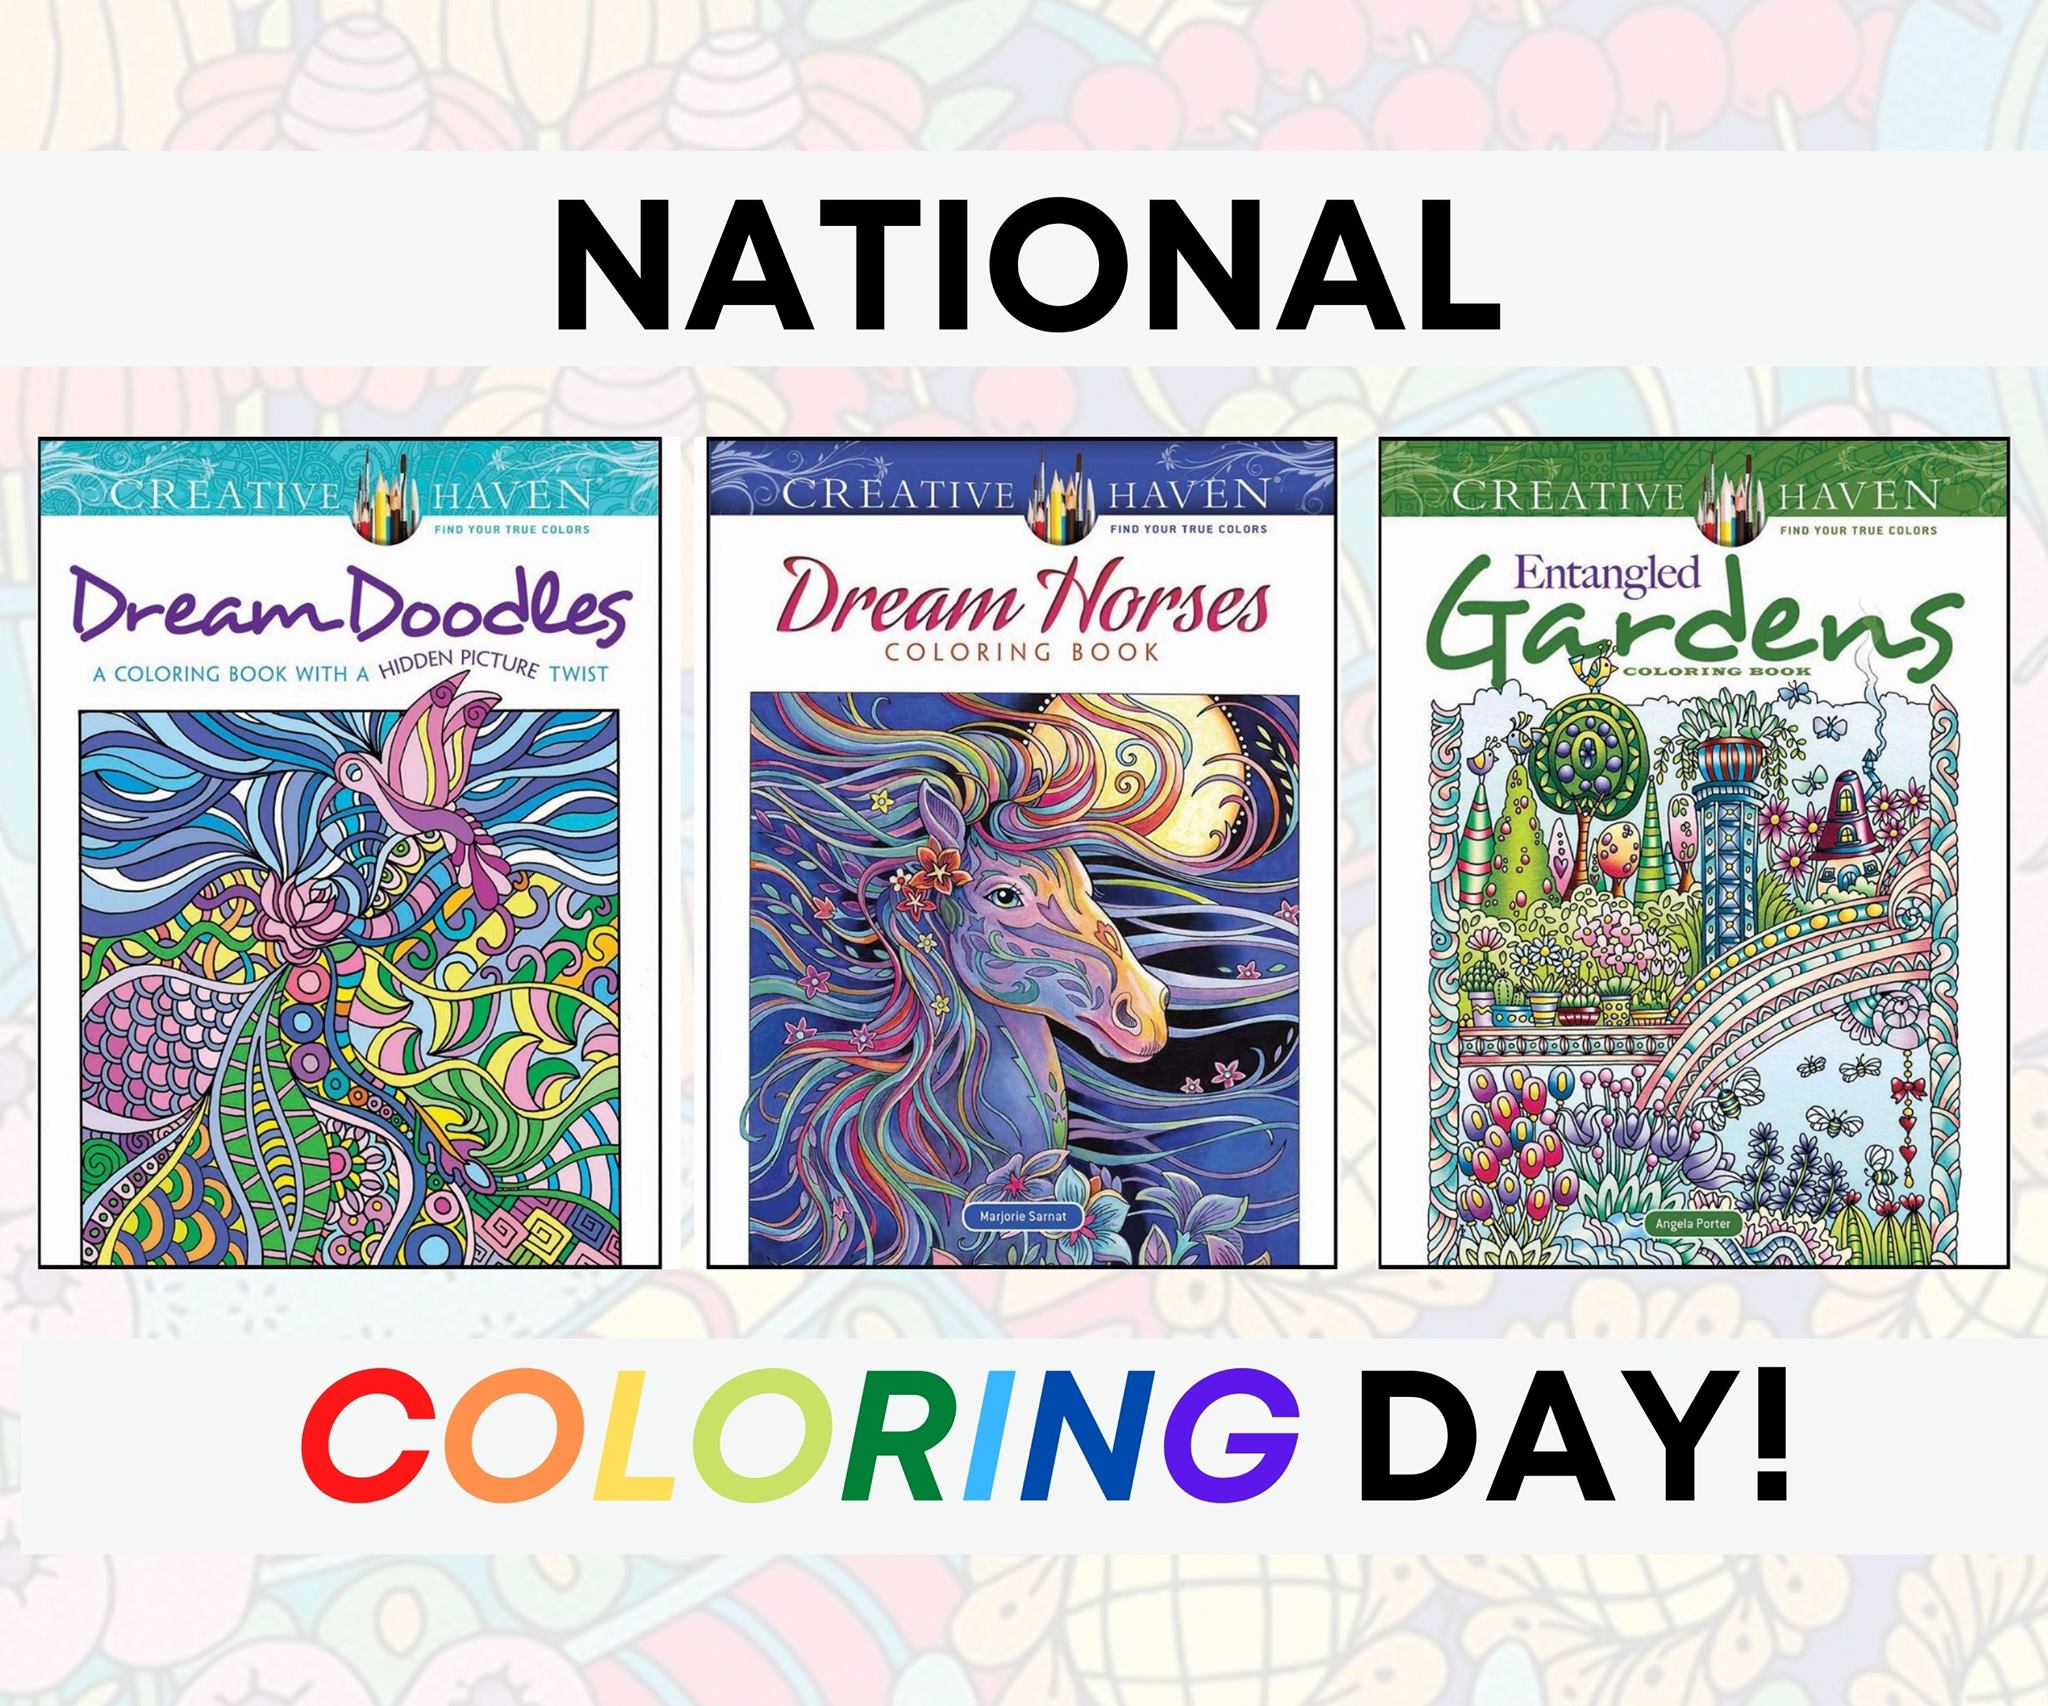 NATIONAL
CREATIVE HAVEN®
FIND YOUR TRUE COLORS
Dream Doodles
A COLORING BOOK WITH A HIDDEN PICTURE TWIST
CREATIVE HAVEN®
FIND YOUR TRUE COLORS
Dream Horses
COLORING BOOK
Marjorie Sarnat
CREATIVE HAVEN®
FIND YOUR TRUE COLORS
Entangled
Gardens
COLORING BOOK
Angela Porter
COLORING DAY!